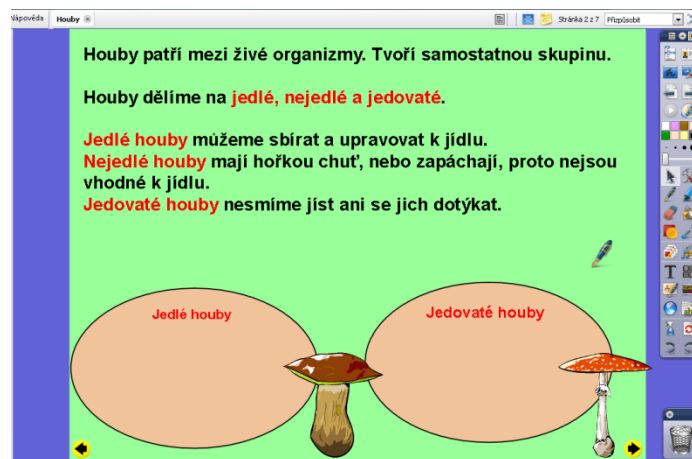 Nápověda
Houby
Stránka 2 z 7
Přizpůsobit
Houby patří mezi živé organizmy. Tvoří samostatnou skupinu.
Houby dělíme na jedlé, nejedlé a jedovaté.
Jedlé houby můžeme sbírat a upravovat k jídlu.
Nejedlé houby mají hořkou chuť, nebo zapáchají, proto nejsou
vhodné k jídlu.
Jedovaté houby nesmíme jíst ani se jich dotýkat.
Jedlé houby
Jedovaté houby